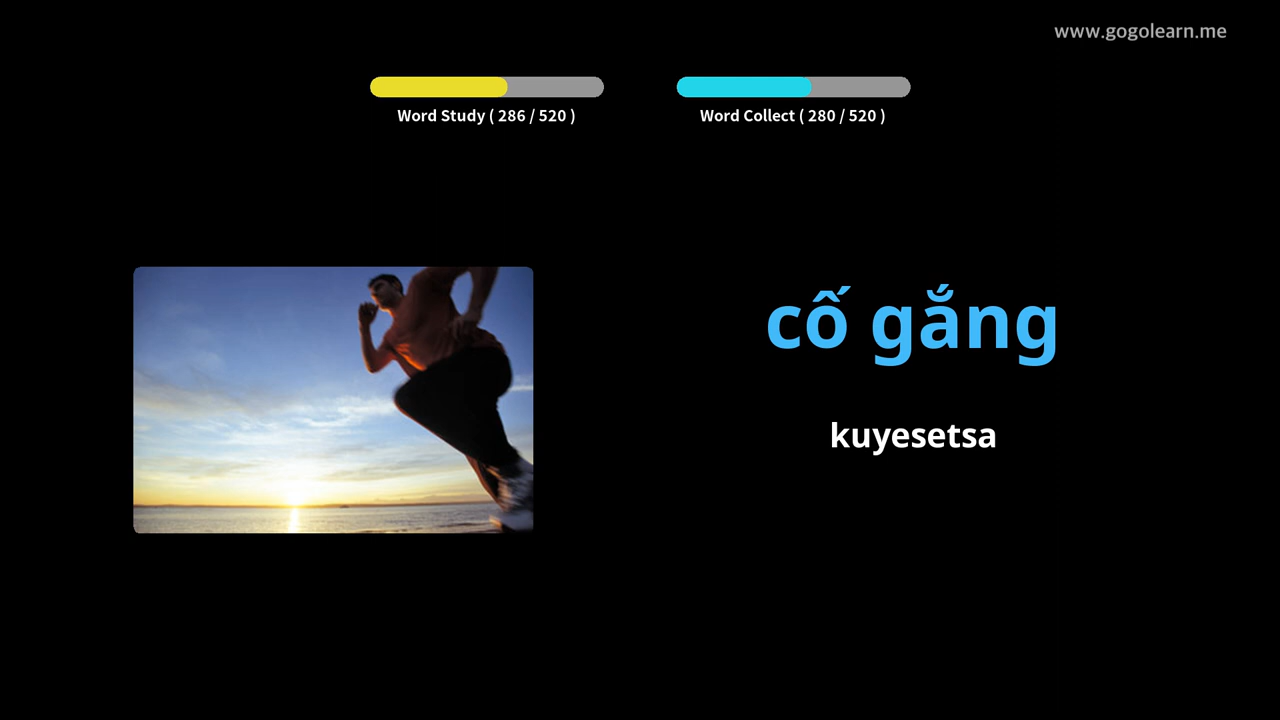 www.gogolearn.me
Word Study ( 286 / 520 )
Word Collect ( 280 / 520 )
cố gắng
kuyesetsa